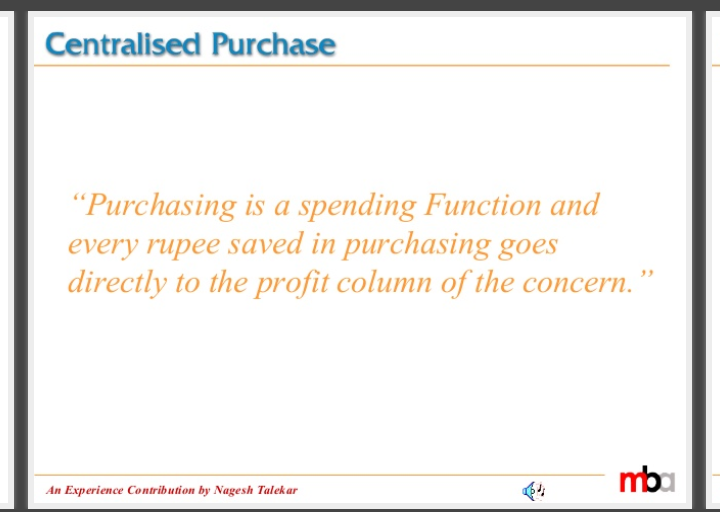 Centralised Purchase
“Purchasing is a spending Function and
every rupee saved in purchasing goes
directly to the profit column of the concern.”
An Experience Contribution by Nagesh Talekar
mba